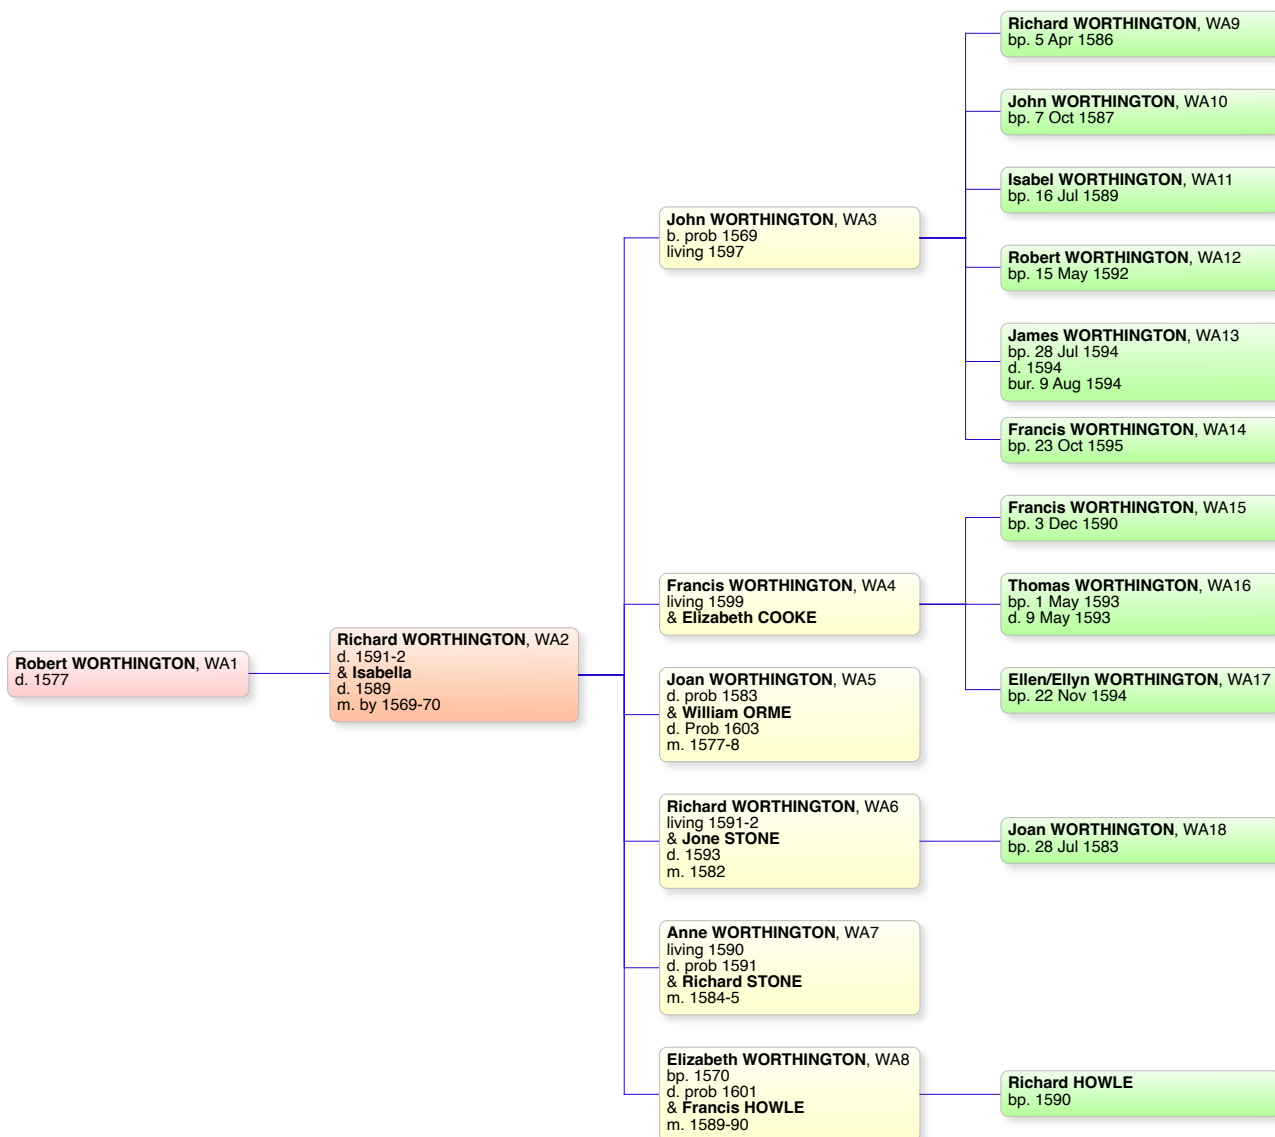 Robert WORTHINGTON, WA1
d. 1577
Richard WORTHINGTON, WA2
d. 1591-2
& Isabella
d. 1589
m. by 1569-70
John WORTHINGTON, WA3
b. prob 1569
living 1597
Francis WORTHINGTON, WA4
living 1599
& Elizabeth COOKE
Joan WORTHINGTON, WA5
d. prob 1583
& William ORME
d. Prob 1603
m. 1577-8
Richard WORTHINGTON, WA6
living 1591-2
& Jone STONE
d. 1593
m. 1582
Anne WORTHINGTON, WA7
living 1590
d. prob 1591
& Richard STONE
m. 1584-5
Elizabeth WORTHINGTON, WA8
bp. 1570
d. prob 1601
& Francis HOWLE
m. 1589-90
Richard WORTHINGTON, WA9
bp. 5 Apr 1586
John WORTHINGTON, WA10
bp. 7 Oct 1587
Isabel WORTHINGTON, WA11
bp. 16 Jul 1589
Robert WORTHINGTON, WA12
bp. 15 May 1592
James WORTHINGTON, WA13
bp. 28 Jul 1594
d. 1594
bur. 9 Aug 1594
Francis WORTHINGTON, WA14
bp. 23 Oct 1595
Francis WORTHINGTON, WA15
bp. 3 Dec 1590
Thomas WORTHINGTON, WA16
bp. 1 May 1593
d. 9 May 1593
Ellen/Ellyn WORTHINGTON, WA17
bp. 22 Nov 1594
Joan WORTHINGTON, WA18
bp. 28 Jul 1583
Richard HOWLE
bp. 1590